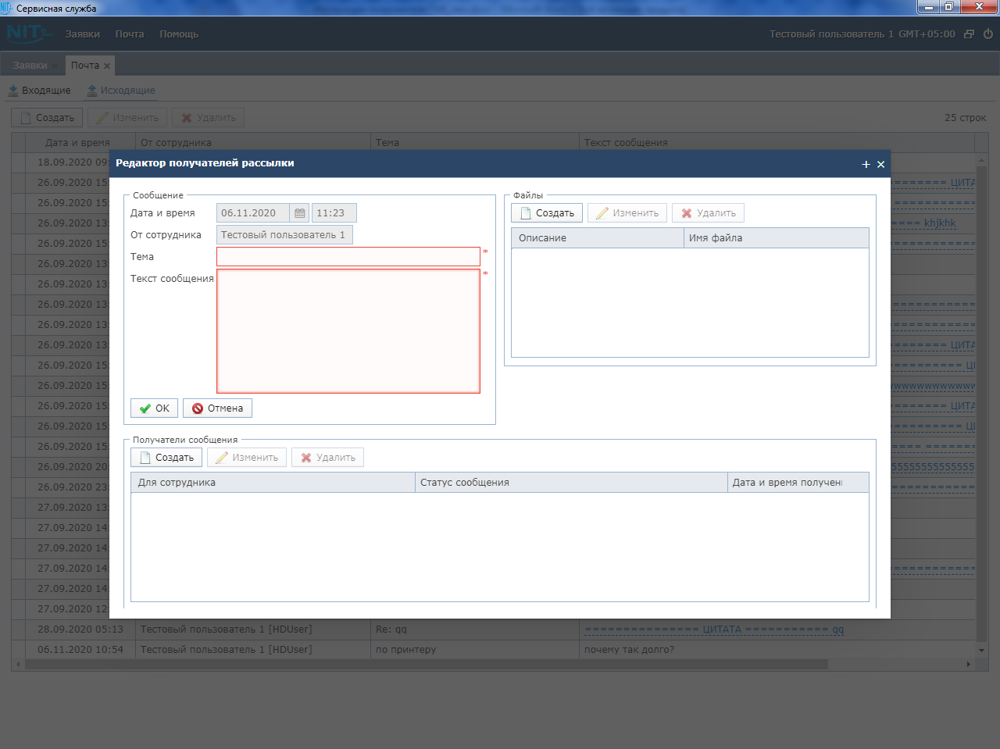 Сервисная служба
NIT Заявки Почта Помощь Тестовый пользователь 1 GMT+05:00
Заявки Почта
Входящие Исходящие
Создать Изменить Удалить 25 строк
Дата и время От сотрудника Тема Текст сообщения
Редактор получателей рассылки
Сообщение
Дата и время 06.11.2020 11:23
От сотрудника Тестовый пользователь 1
Тема *
Текст сообщения *
OK Отмена
Файлы
Создать Изменить Удалить
Описание Имя файла
Получатели сообщения
Создать Изменить Удалить
Для сотрудника Статус сообщения Дата и время получени
18.09.2020 09:
26.09.2020 15: ======= ЦИТА
26.09.2020 15:
26.09.2020 13: ==== khjkhk
26.09.2020 15:
26.09.2020 13:
26.09.2020 13:
26.09.2020 13:
26.09.2020 13:
26.09.2020 13: ======== ЦИТА
26.09.2020 15: ========== Ц
26.09.2020 15: wwwwwwwwwwwww
26.09.2020 15: ======== ЦИТА
26.09.2020 15: ========== Ц
26.09.2020 15:
26.09.2020 20: 5555555555555
26.09.2020 23:
27.09.2020 13:
27.09.2020 14:
27.09.2020 14:
27.09.2020 14:
27.09.2020 14:
27.09.2020 12:
28.09.2020 05:13 Тестовый пользователь 1 [HDUser] Re: qq ============== ЦИТАТА =========== qq
06.11.2020 10:54 Тестовый пользователь 1 [HDUser] по принтеру почему так долго?